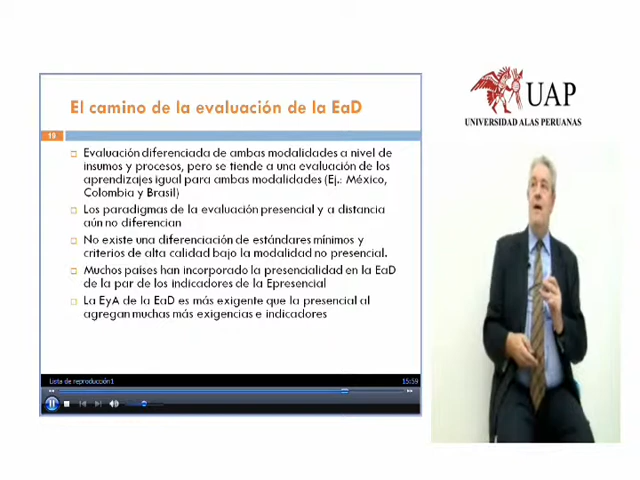 El camino de la evaluación de la EaD
19
Evaluación diferenciada de ambas modalidades a nivel de
insumos y procesos, pero se tiende a una evaluación de los
aprendizajes igual para ambas modalidades (Ej.: México,
Colombia y Brasil)
Los paradigmas de la evaluación presencial y a distancia
aún no diferencian
No existe una diferenciación de estándares mínimos y
criterios de alta calidad bajo la modalidad no presencial.
Muchos paises han incorporado la presencialidad en la EaD
de la par de los indicadores de la Epresencial
La EyA de la EaD es más exigente que la presencial al
agregan muchas más exigencias e indicadores
Lista de reproducción1
15:59
UAP
UNIVERSIDAD ALAS PERUANAS